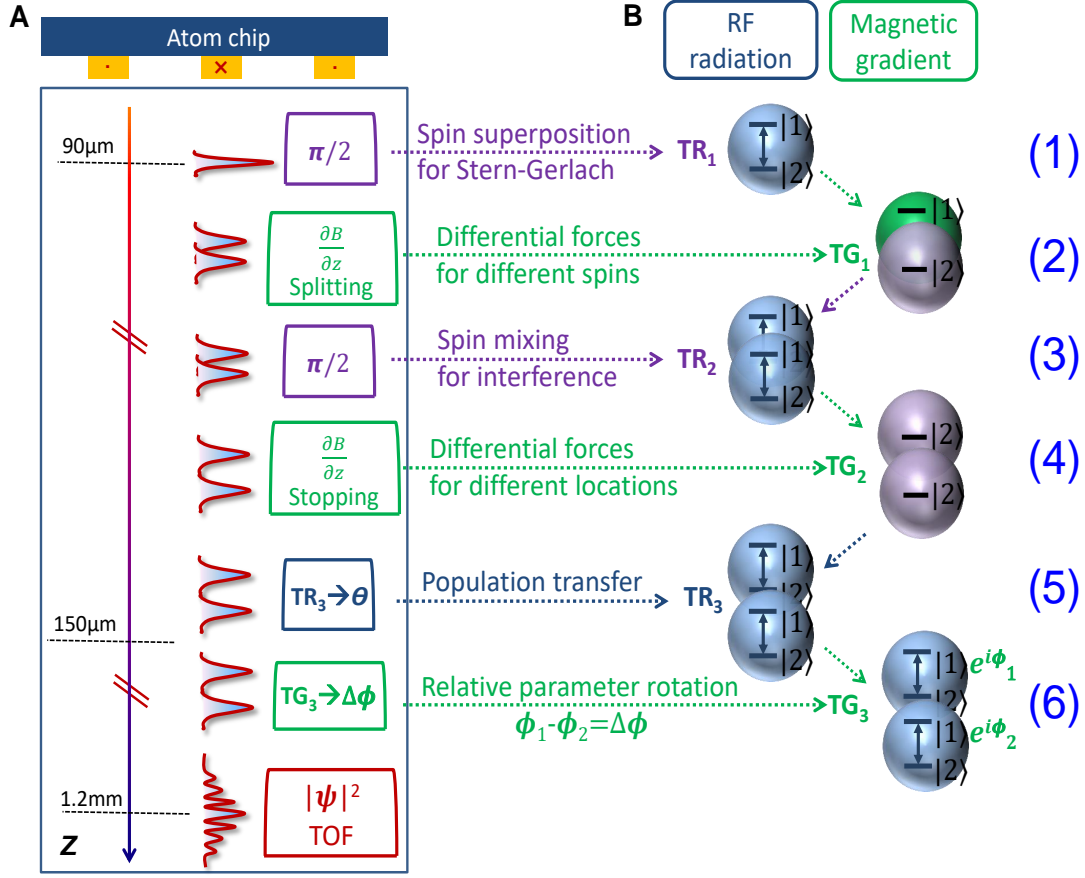 A
Atom chip
· × ·
90μm
π/2
∂B
∂z
Splitting
π/2
∂B
∂z
Stopping
TR₃→θ
150μm
TG₃→Δϕ
1.2mm
|ψ|²
TOF
Z
Spin superposition
for Stern-Gerlach
Differential forces
for different spins
Spin mixing
for interference
Differential forces
for different locations
Population transfer
Relative parameter rotation
ϕ₁-ϕ₂=Δϕ
B
RF
radiation
Magnetic
gradient
TR₁
|1⟩
|2⟩
(1)
TG₁
|1⟩
|2⟩
(2)
TR₂
|1⟩
|1⟩
|2⟩
(3)
TG₂
|2⟩
|2⟩
(4)
TR₃
|1⟩
|2⟩
|1⟩
|2⟩
(5)
TG₃
|1⟩e^{iϕ₁}
|2⟩
|1⟩e^{iϕ₂}
|2⟩
(6)